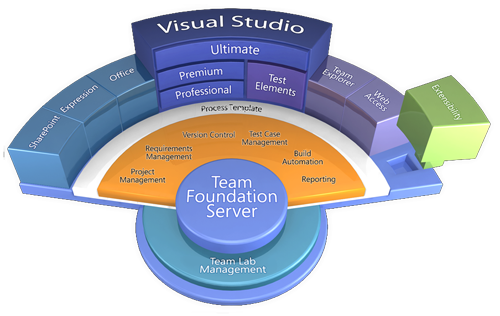 Visual Studio
Ultimate
Premium
Professional
Test
Elements
SharePoint
Expression
Office
Team
Explorer
Web
Access
Extensibility
Process Template
Version Control
Test Case
Management
Requirements
Management
Build
Automation
Project
Management
Reporting
Team
Foundation
Server
Team Lab
Management